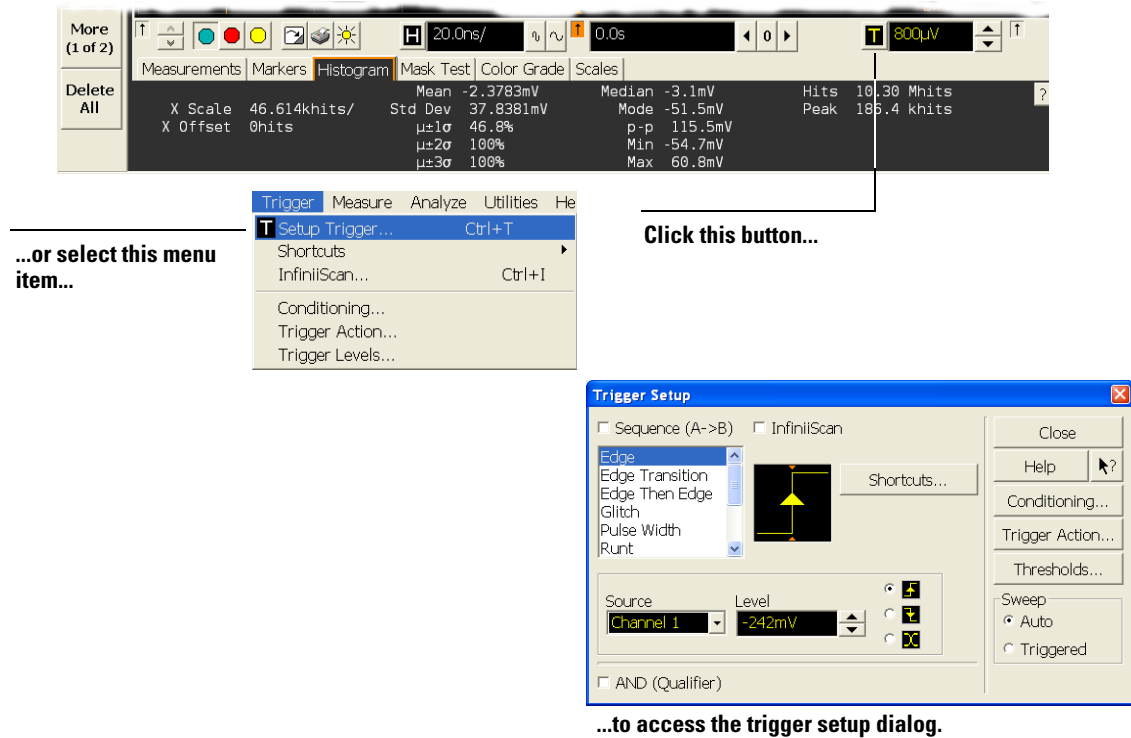 More
(1 of 2)
Delete
All
H 20.0ns/ T 0.0s 0 T 800µV T
Measurements Markers Histogram Mask Test Color Grade Scales
Mean -2.3783mV Median -3.1mV Hits 10.30 Mhits ?
X Scale 46.614khits/ Std Dev 37.8381mV Mode -51.5mV Peak 186.4 khits
X Offset 0hits µ±1σ 46.8% p-p 115.5mV
µ±2σ 100% Min -54.7mV
µ±3σ 100% Max 60.8mV
Trigger Measure Analyze Utilities He
T Setup Trigger... Ctrl+T
Shortcuts
InfiniiScan... Ctrl+I
Conditioning...
Trigger Action...
Trigger Levels...
...or select this menu
item...
Click this button...
Trigger Setup
Sequence (A->B) InfiniiScan
Edge
Edge Transition
Edge Then Edge
Glitch
Pulse Width
Runt
Shortcuts...
Source Level
Channel 1 -242mV
AND (Qualifier)
Close
Help ?
Conditioning...
Trigger Action...
Thresholds...
Sweep
Auto
Triggered
...to access the trigger setup dialog.